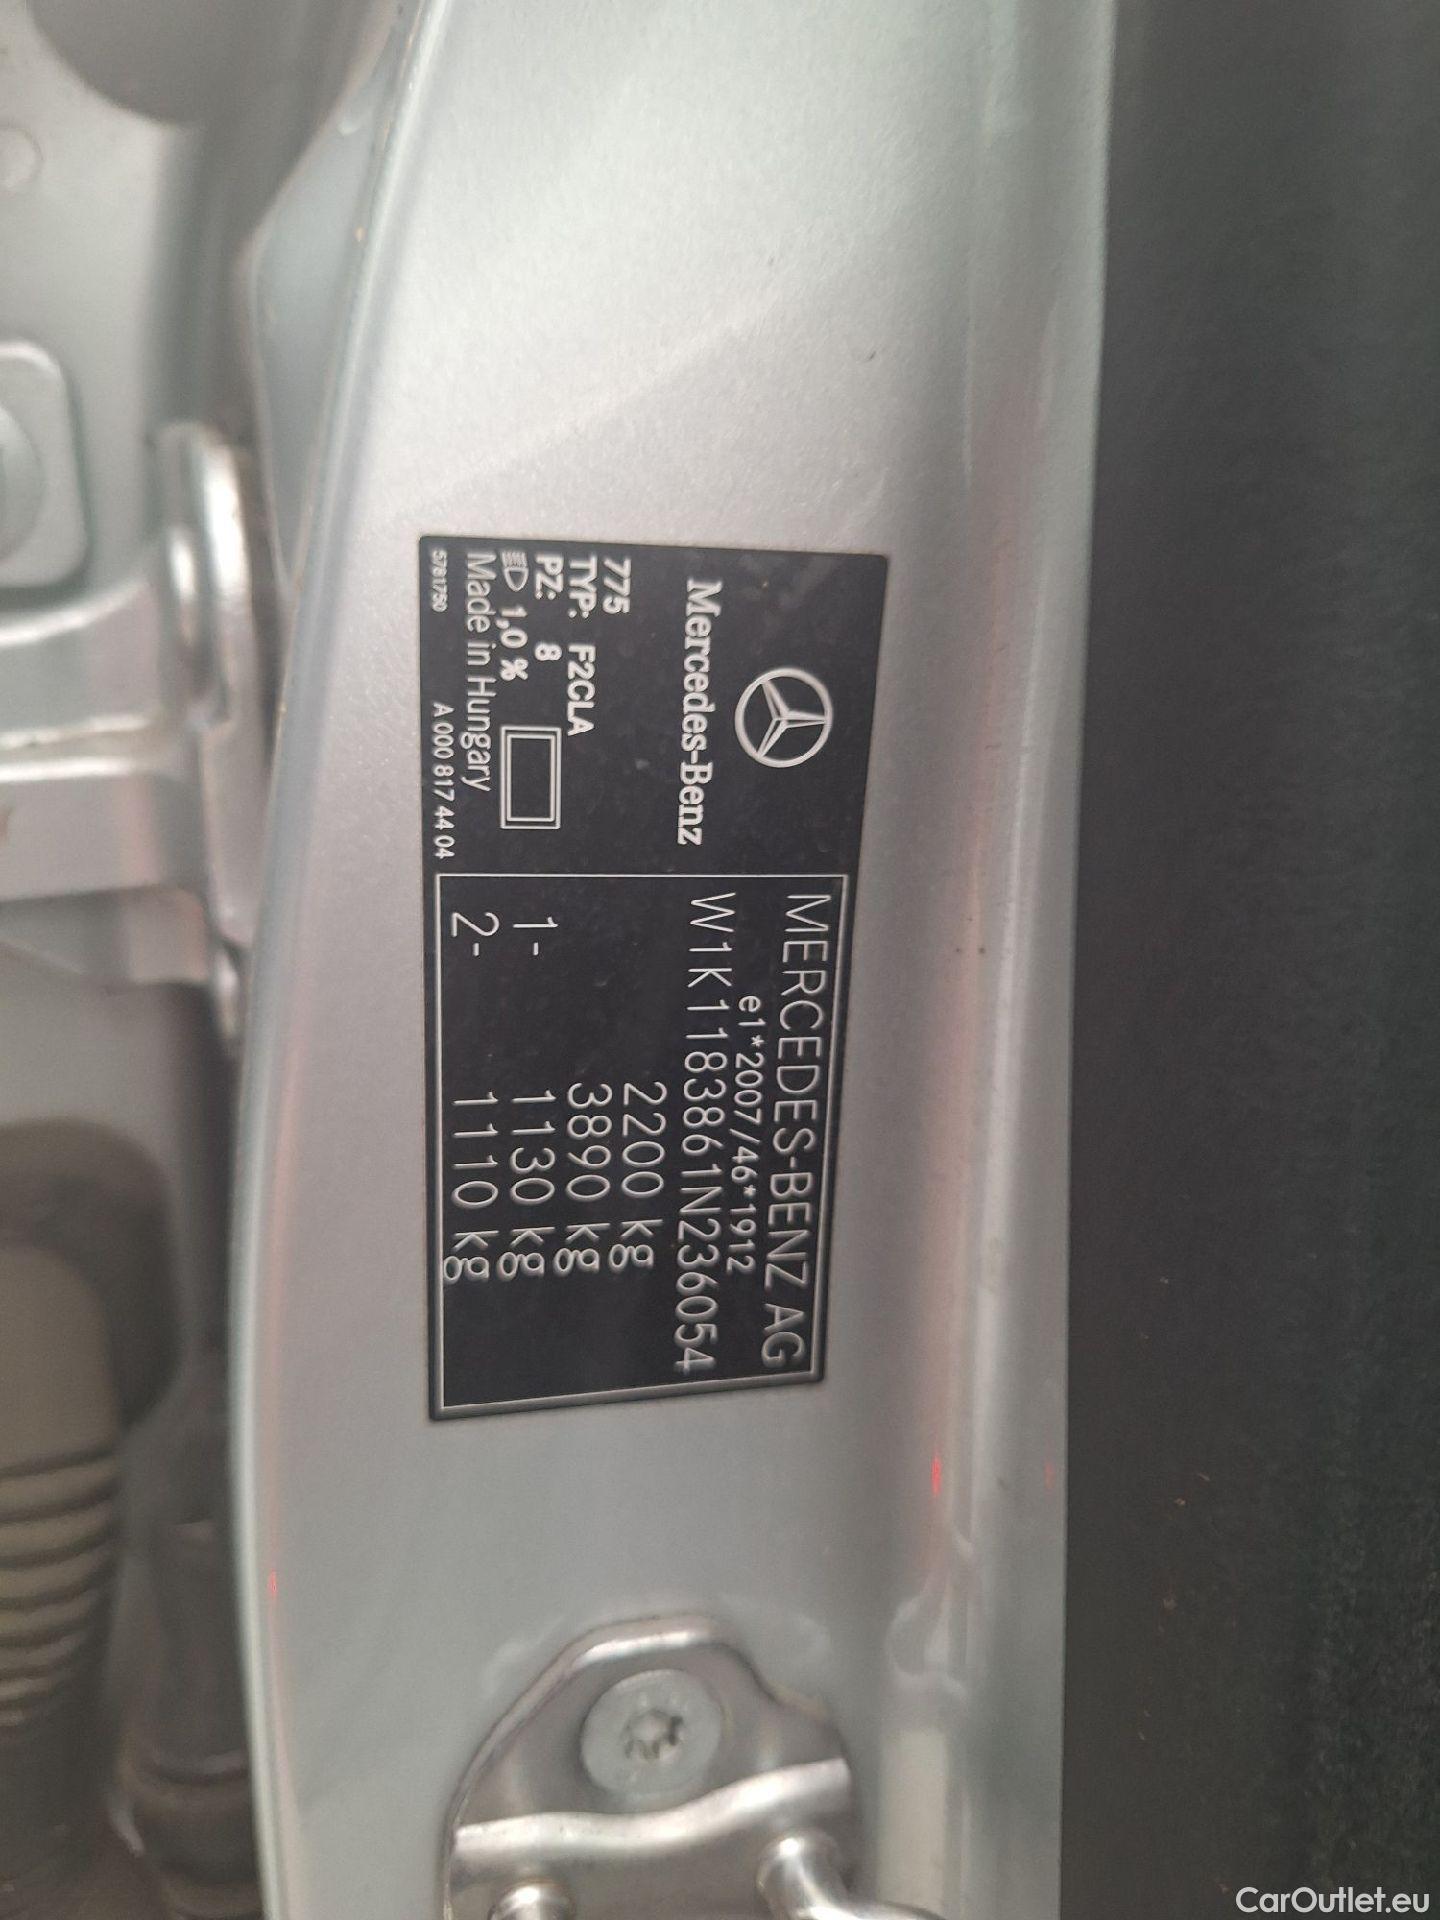 Mercedes-Benz
775
TYP: F2CLA
PZ: 8
1,0 %
Made in Hungary
5781750 A 000 817 44 04
MERCEDES-BENZ AG
e1*2007/46*1912
W1K1183861N236054
2200 kg
3890 kg
1- 1130 kg
2- 1110 kg
CarOutlet.eu